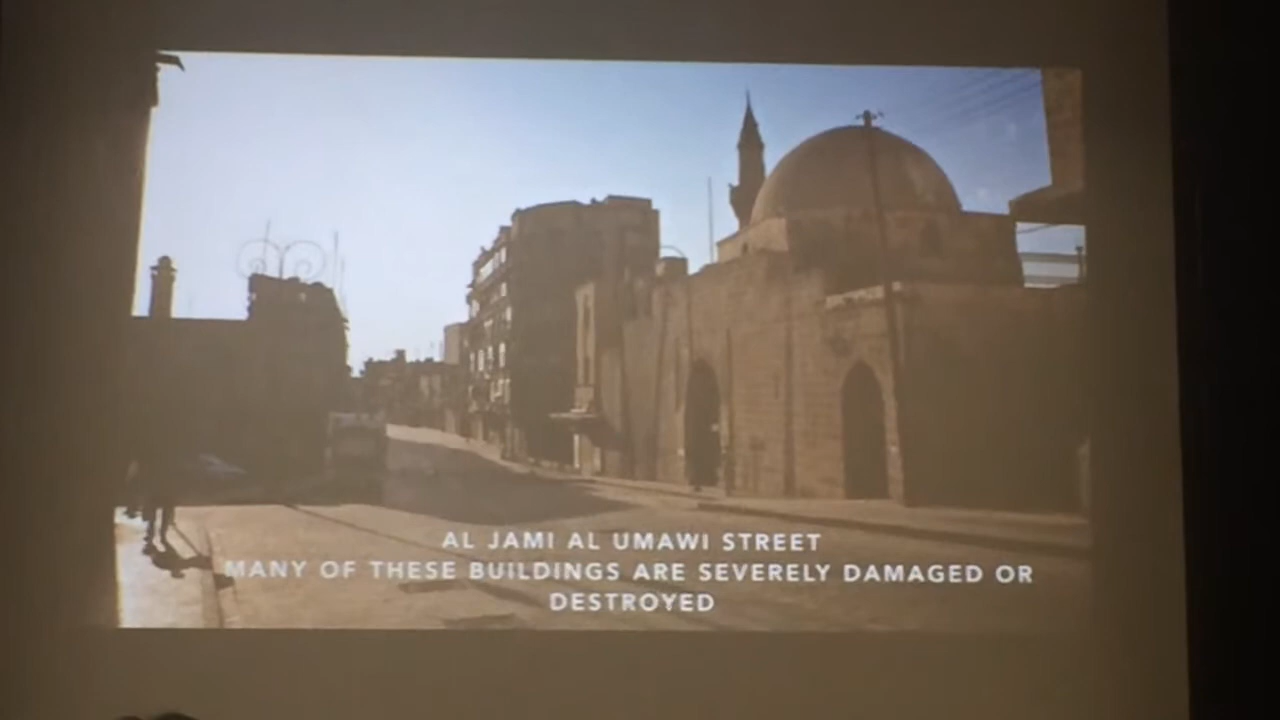 AL JAMI AL UMAWI STREET
MANY OF THESE BUILDINGS ARE SEVERELY DAMAGED OR
DESTROYED